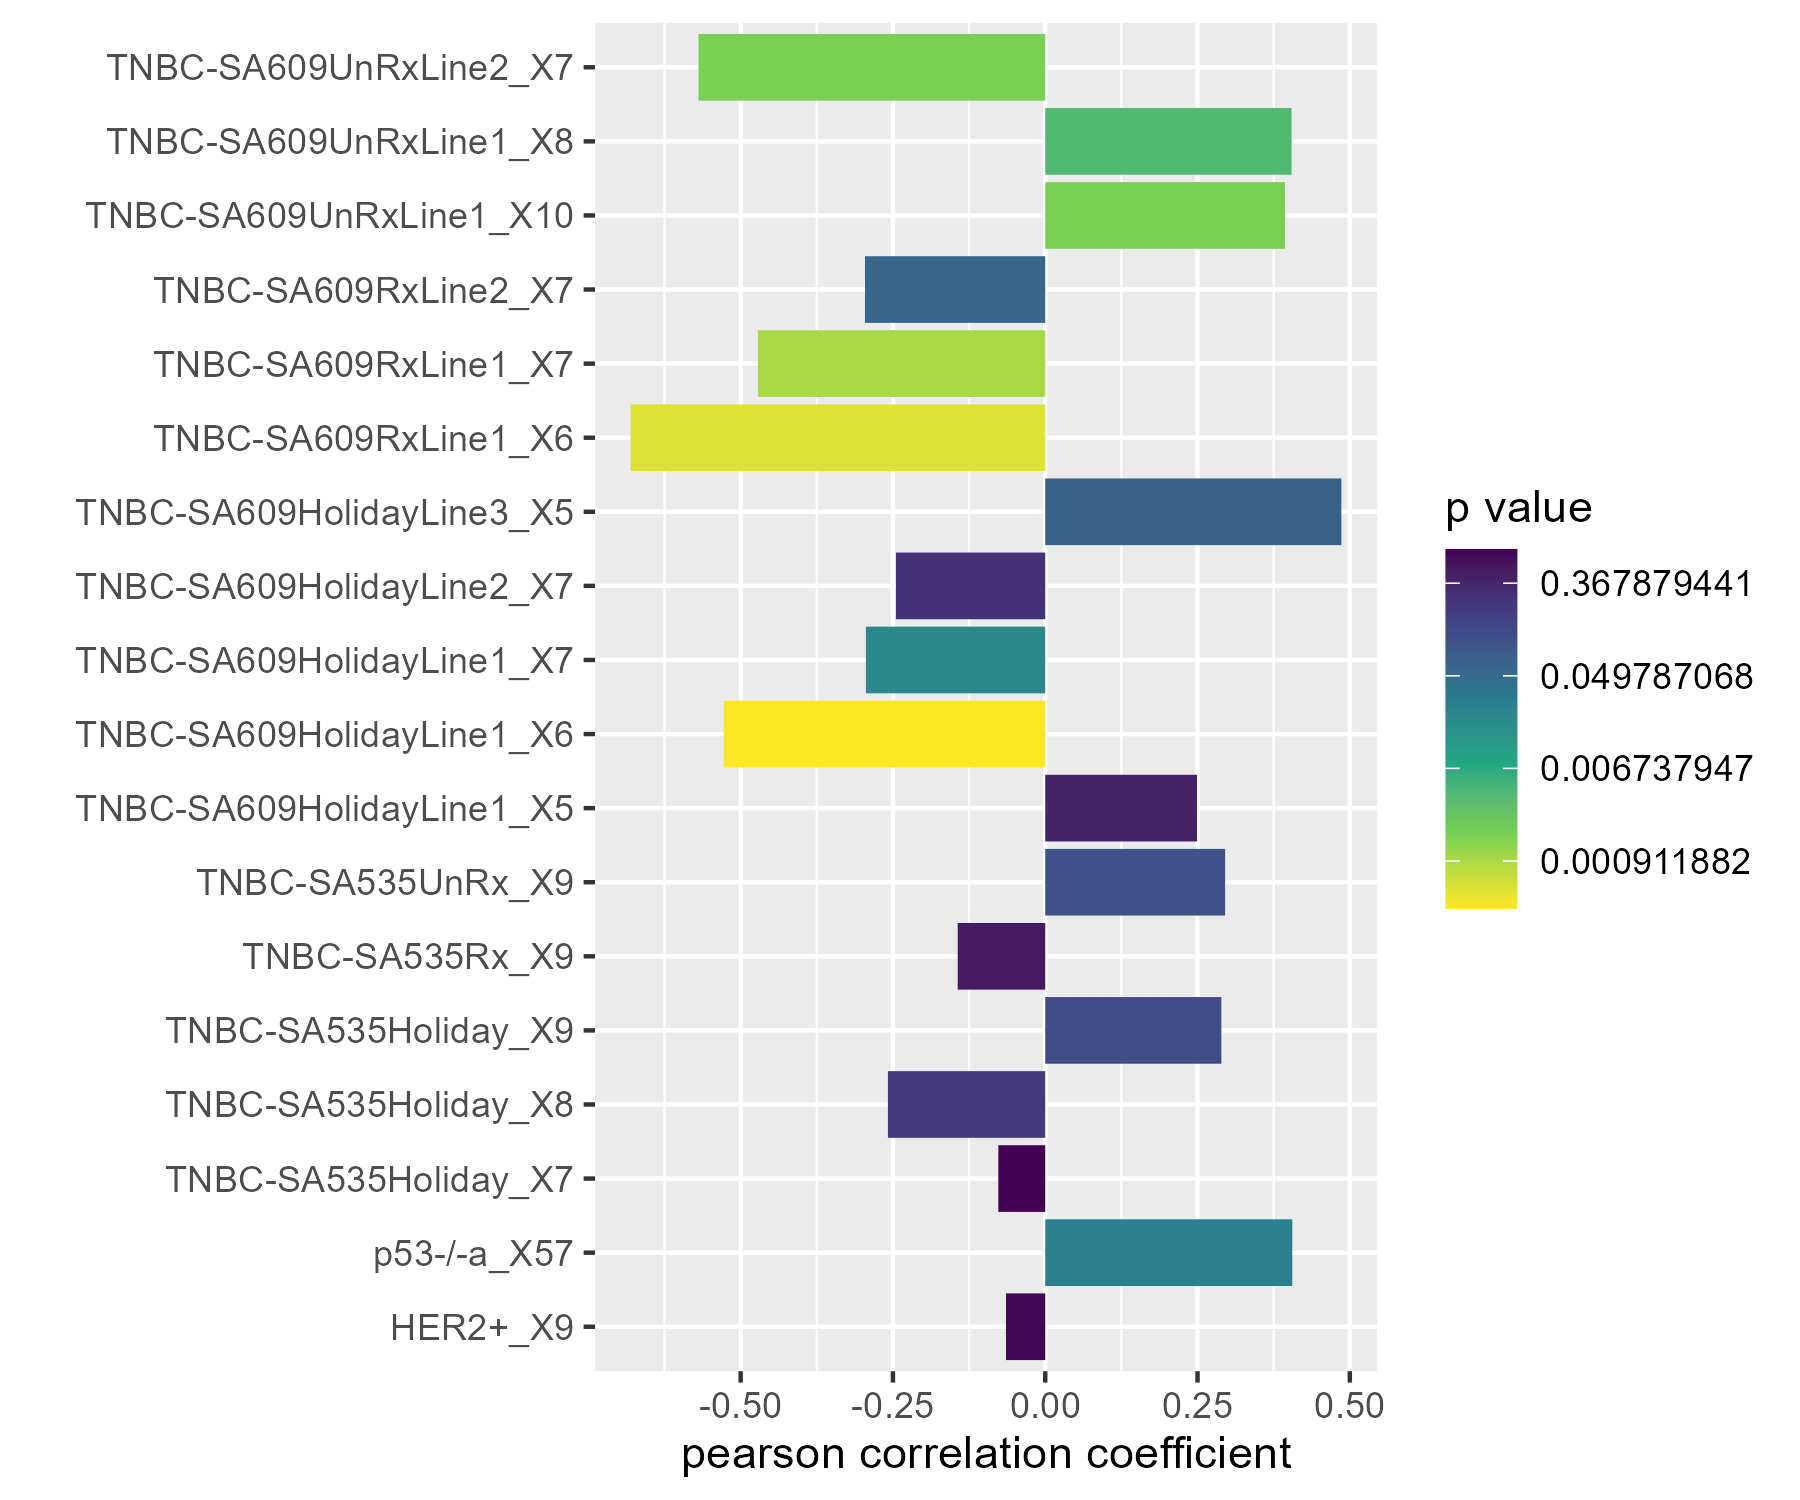 TNBC-SA609UnRxLine2_X7
TNBC-SA609UnRxLine1_X8
TNBC-SA609UnRxLine1_X10
TNBC-SA609RxLine2_X7
TNBC-SA609RxLine1_X7
TNBC-SA609RxLine1_X6
TNBC-SA609HolidayLine3_X5
TNBC-SA609HolidayLine2_X7
TNBC-SA609HolidayLine1_X7
TNBC-SA609HolidayLine1_X6
TNBC-SA609HolidayLine1_X5
TNBC-SA535UnRx_X9
TNBC-SA535Rx_X9
TNBC-SA535Holiday_X9
TNBC-SA535Holiday_X8
TNBC-SA535Holiday_X7
p53-/-a_X57
HER2+_X9
-0.50 -0.25 0.00 0.25 0.50
pearson correlation coefficient
p value
0.367879441
0.049787068
0.006737947
0.000911882